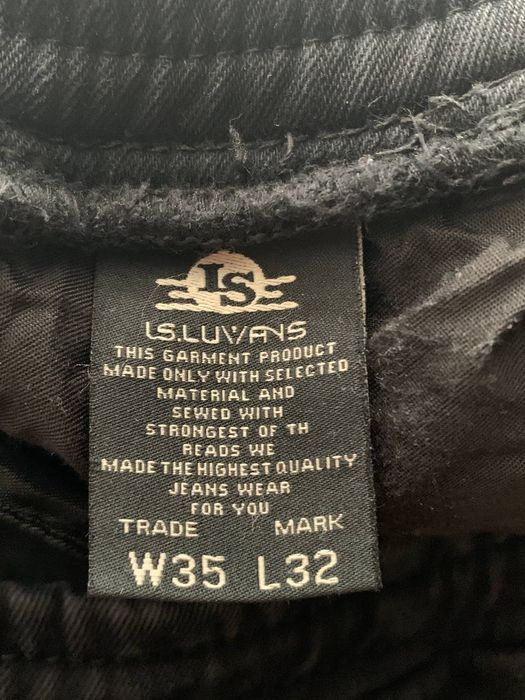 LS
LS.LUVANS
THIS GARMENT PRODUCT
MADE ONLY WITH SELECTED
MATERIAL AND
SEWED WITH
STRONGEST OF TH
READS WE
MADE THE HIGHEST QUALITY
JEANS WEAR
FOR YOU
TRADE MARK
W35 L32